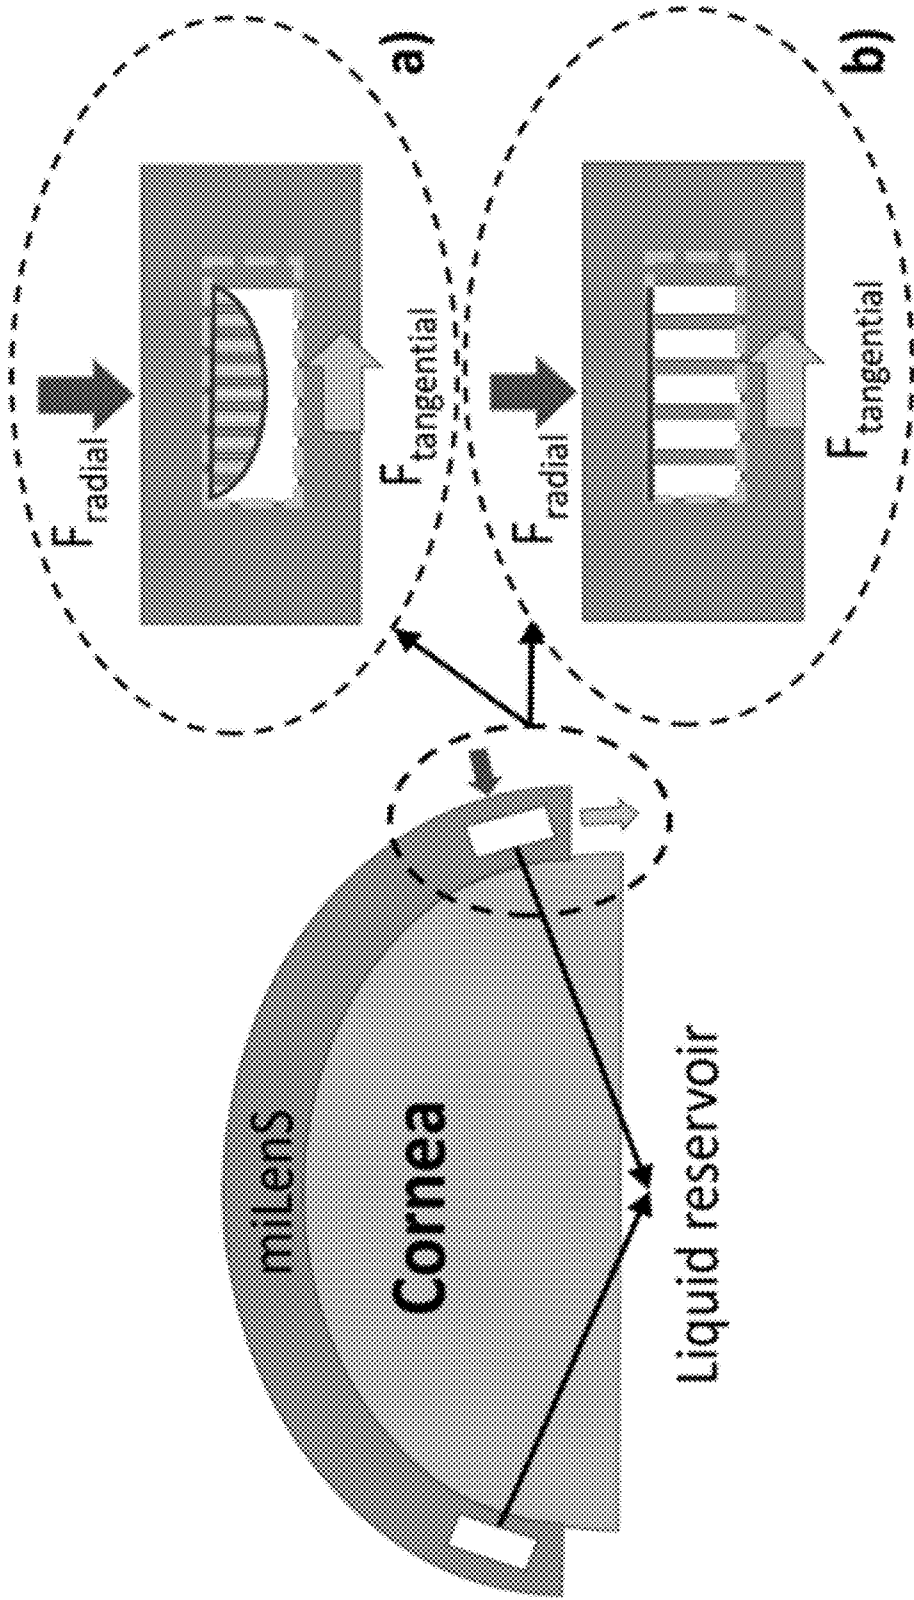 miLenS
Cornea
Liquid reservoir
F radial
F tangential
a)
F radial
F tangential
b)